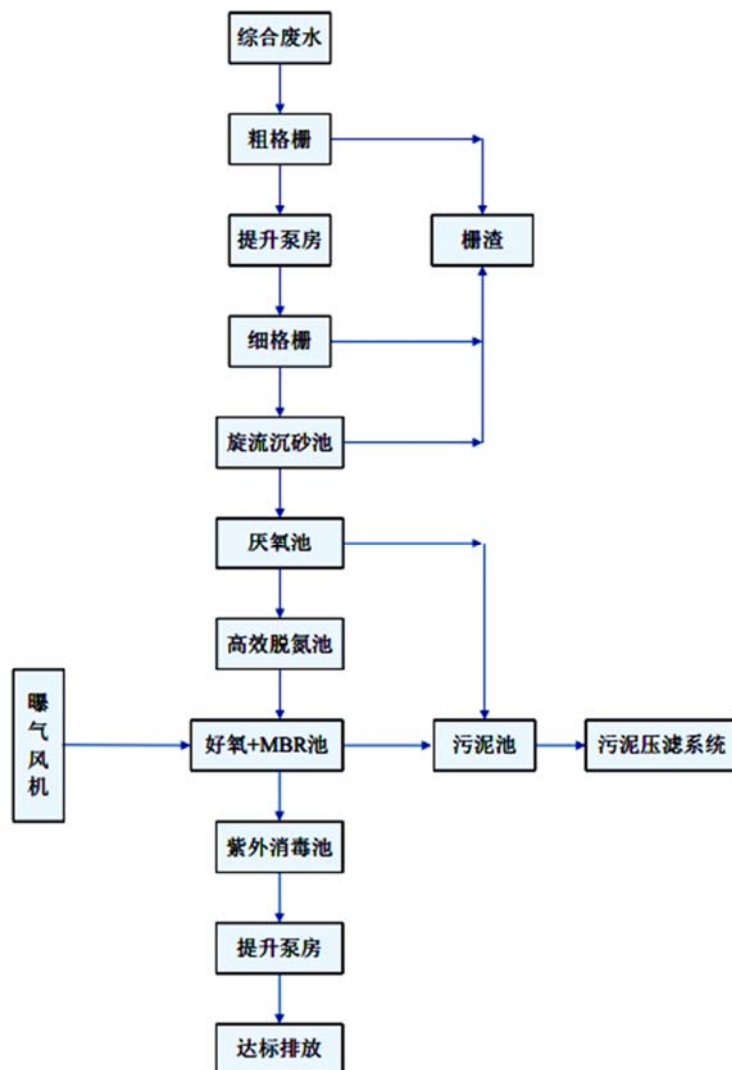 综合废水
粗格栅
提升泵房
栅渣
细格栅
旋流沉砂池
厌氧池
高效脱氮池
曝气风机
好氧+MBR池
污泥池
污泥压滤系统
紫外消毒池
提升泵房
达标排放